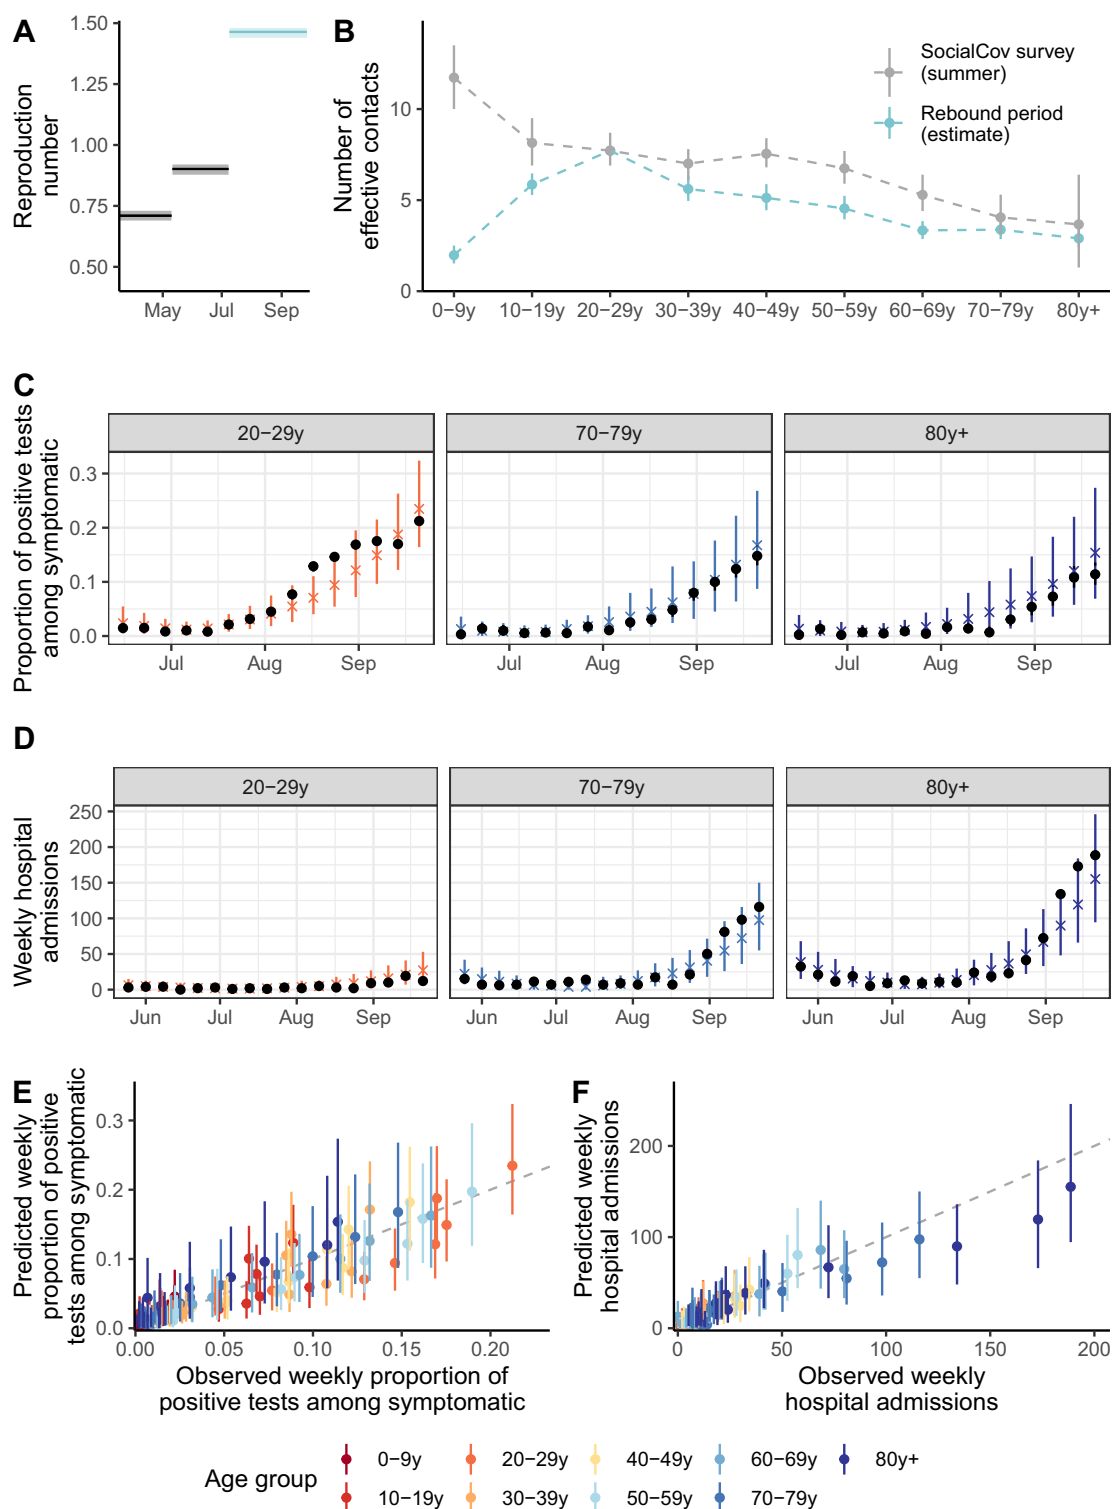 A
Reproduction
number
1.50
1.25
1.00
0.75
0.50
May Jul Sep
B
Number of
effective contacts
10
5
0
SocialCov survey
(summer)
Rebound period
(estimate)
0−9y 10−19y 20−29y 30−39y 40−49y 50−59y 60−69y 70−79y 80y+
C
Proportion of positive tests
among symptomatic
20−29y 70−79y 80y+
0.3
0.2
0.1
0.0
Jul Aug Sep Jul Aug Sep Jul Aug Sep
D
Weekly hospital
admissions
20−29y 70−79y 80y+
250
200
150
100
50
0
Jun Jul Aug Sep Jun Jul Aug Sep Jun Jul Aug Sep
E
Predicted weekly
proportion of positive
tests among symptomatic
0.3
0.2
0.1
0.0
0.00 0.05 0.10 0.15 0.20
Observed weekly proportion of
positive tests among symptomatic
F
Predicted weekly
hospital admissions
200
100
0
0 50 100 150 200
Observed weekly
hospital admissions
Age group
0−9y 20−29y 40−49y 60−69y 80y+
10−19y 30−39y 50−59y 70−79y